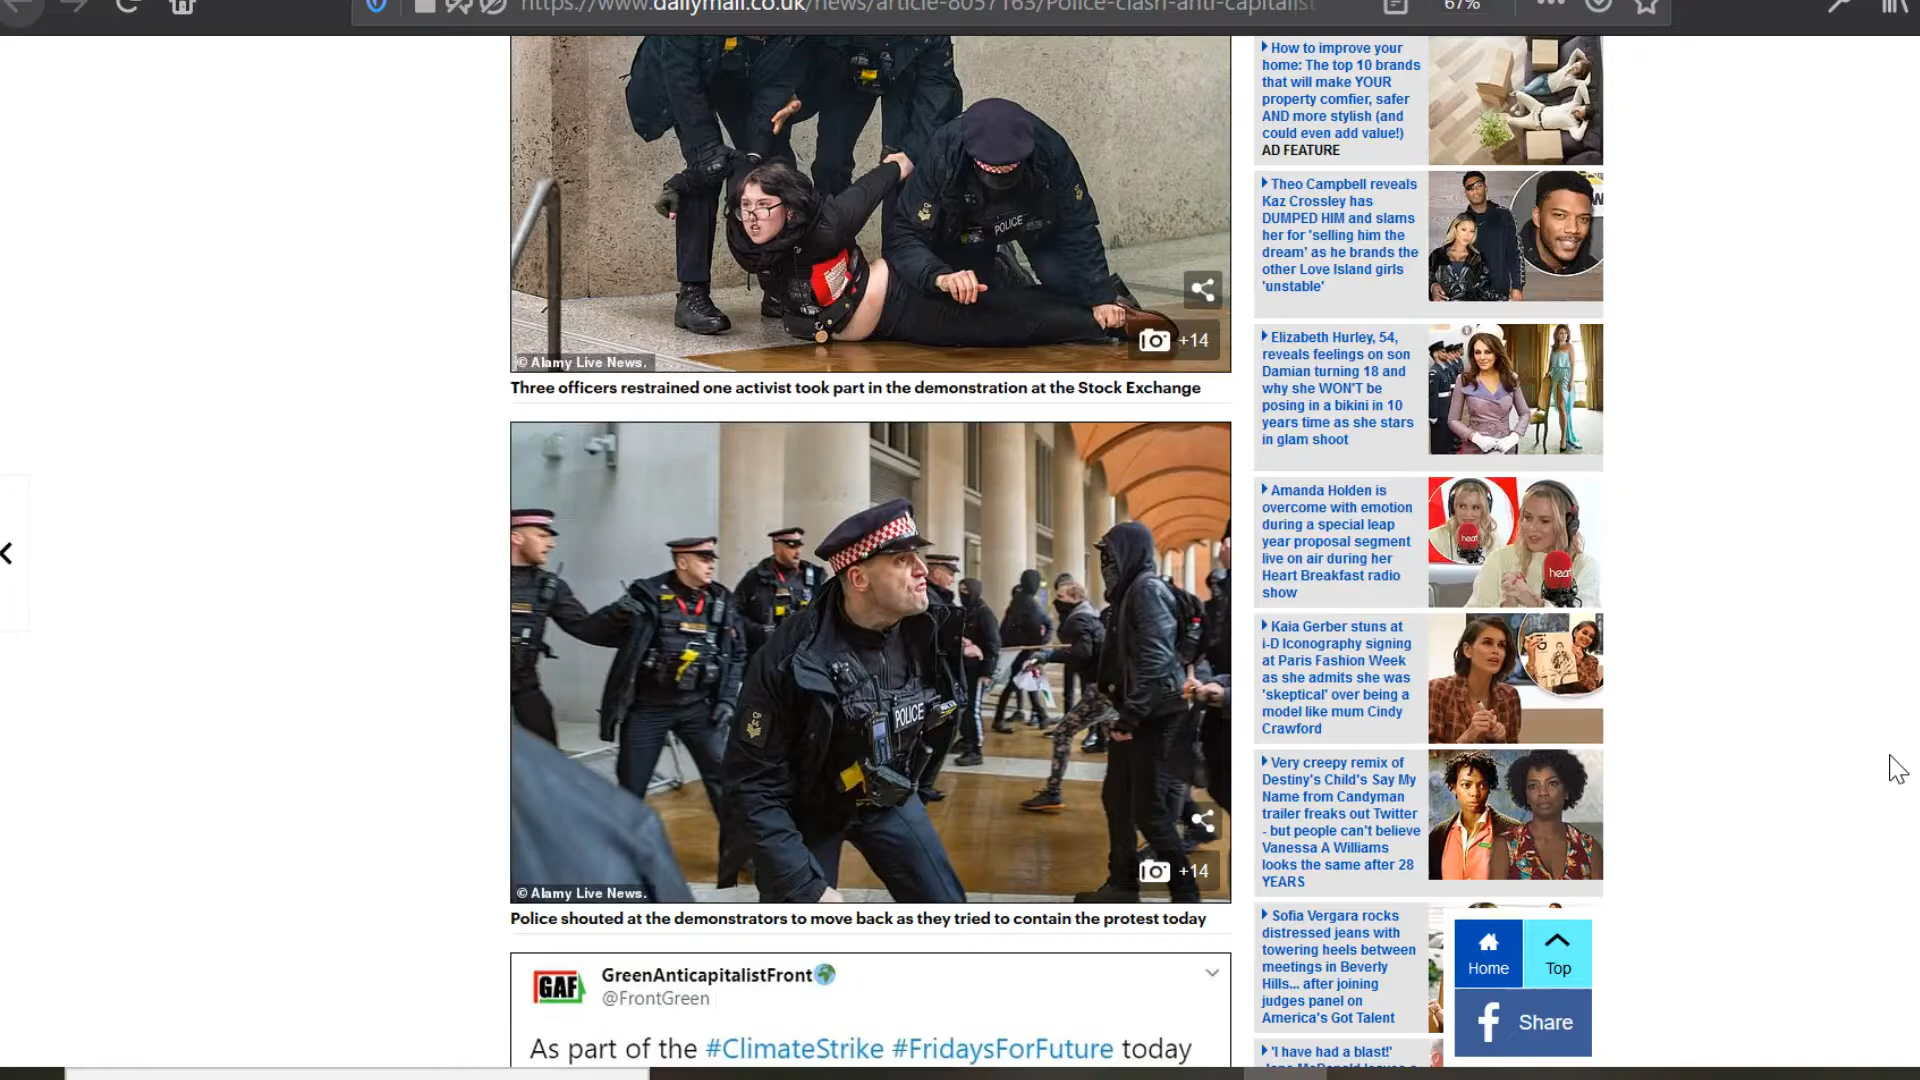 https://www.dailymail.co.uk/news/article-8057163/Police-clash-anti-capitalist
67%
POLICE
+14
© Alamy Live News.
Three officers restrained one activist took part in the demonstration at the Stock Exchange
POLICE
+14
© Alamy Live News.
Police shouted at the demonstrators to move back as they tried to contain the protest today
GAF
GreenAnticapitalistFront
@FrontGreen
As part of the #ClimateStrike #FridaysForFuture today
How to improve your
home: The top 10 brands
that will make YOUR
property comfier, safer
AND more stylish (and
could even add value!)
AD FEATURE
Theo Campbell reveals
Kaz Crossley has
DUMPED HIM and slams
her for 'selling him the
dream' as he brands the
other Love Island girls
'unstable'
Elizabeth Hurley, 54,
reveals feelings on son
Damian turning 18 and
why she WON'T be
posing in a bikini in 10
years time as she stars
in glam shoot
Amanda Holden is
overcome with emotion
during a special leap
year proposal segment
live on air during her
Heart Breakfast radio
show
heart
hear
Kaia Gerber stuns at
i-D Iconography signing
at Paris Fashion Week
as she admits she was
'skeptical' over being a
model like mum Cindy
Crawford
Very creepy remix of
Destiny's Child's Say My
Name from Candyman
trailer freaks out Twitter
- but people can't believe
Vanessa A Williams
looks the same after 28
YEARS
Sofia Vergara rocks
distressed jeans with
towering heels between
meetings in Beverly
Hills... after joining
judges panel on
America's Got Talent
'I have had a blast!'
Home
Top
Share